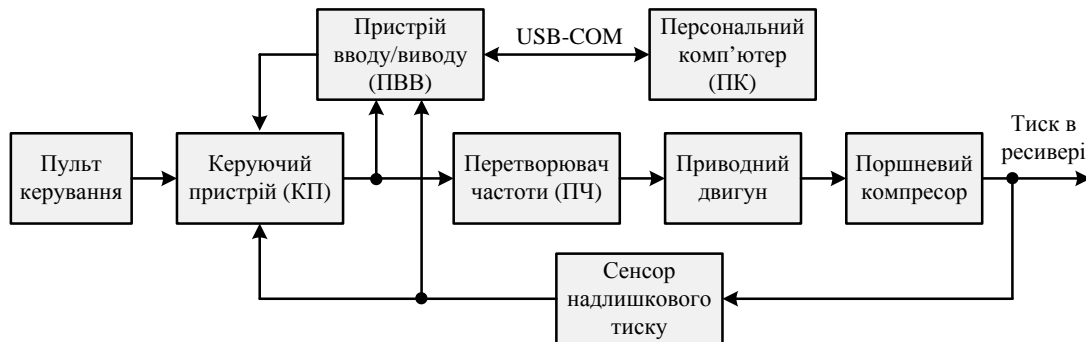 Пристрій
вводу/виводу
(ПВВ)
USB-COM
Персональний
комп’ютер
(ПК)
Пульт
керування
Керуючий
пристрій (КП)
Перетворювач
частоти (ПЧ)
Приводний
двигун
Поршневий
компресор
Тиск в
ресивері
Сенсор
надлишкового
тиску